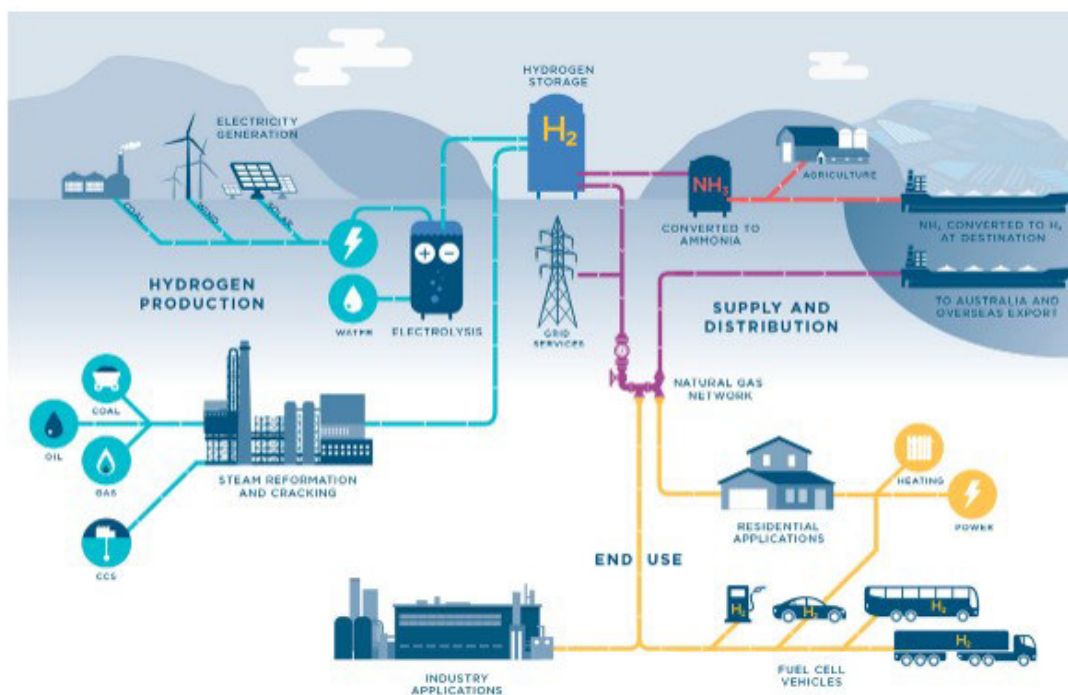 HYDROGEN
STORAGE
H2
ELECTRICITY
GENERATION
COAL
WIND
SOLAR
HYDROGEN
PRODUCTION
WATER
ELECTROLYSIS
GRID
SERVICES
NH3
CONVERTED TO
AMMONIA
AGRICULTURE
NH3 CONVERTED TO H2
AT DESTINATION
SUPPLY AND
DISTRIBUTION
TO AUSTRALIA AND
OVERSEAS EXPORT
NATURAL GAS
NETWORK
COAL
OIL
GAS
STEAM REFORMATION
AND CRACKING
CCS
HEATING
POWER
RESIDENTIAL
APPLICATIONS
END USE
H2
H2
H2
H2
INDUSTRY
APPLICATIONS
FUEL CELL
VEHICLES